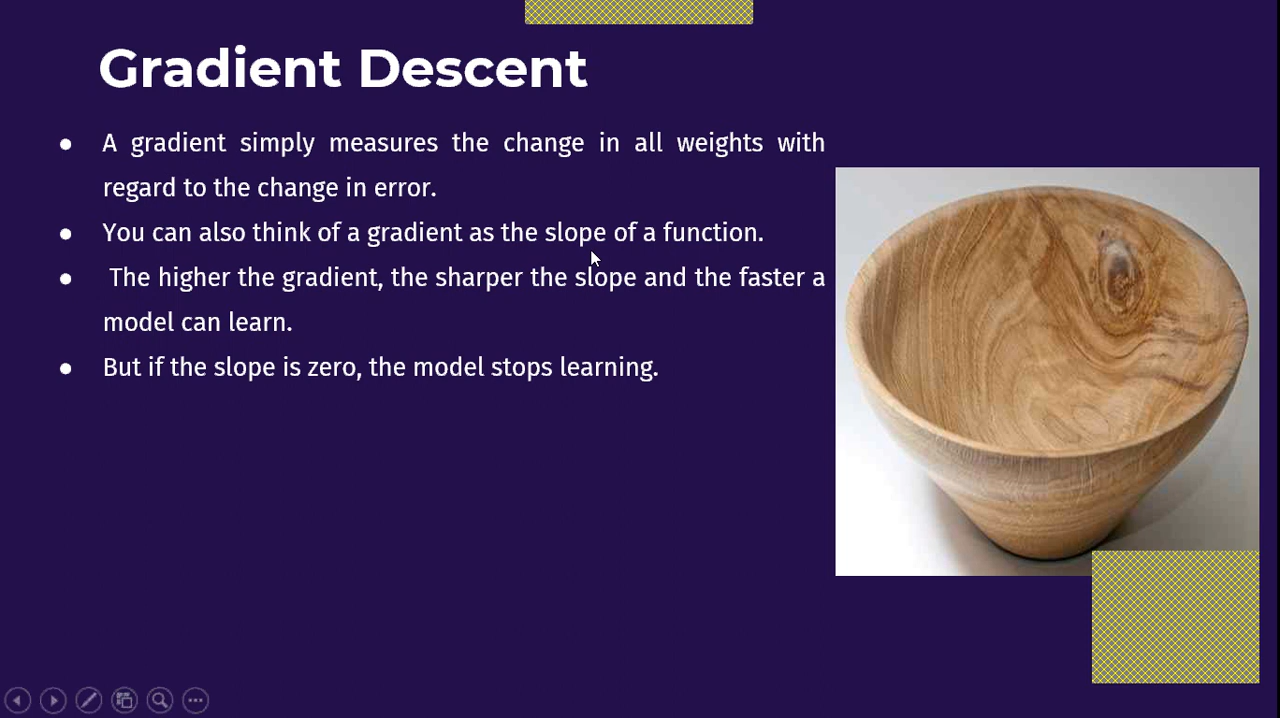 Gradient Descent
● A gradient simply measures the change in all weights with
regard to the change in error.
● You can also think of a gradient as the slope of a function.
● The higher the gradient, the sharper the slope and the faster a
model can learn.
● But if the slope is zero, the model stops learning.